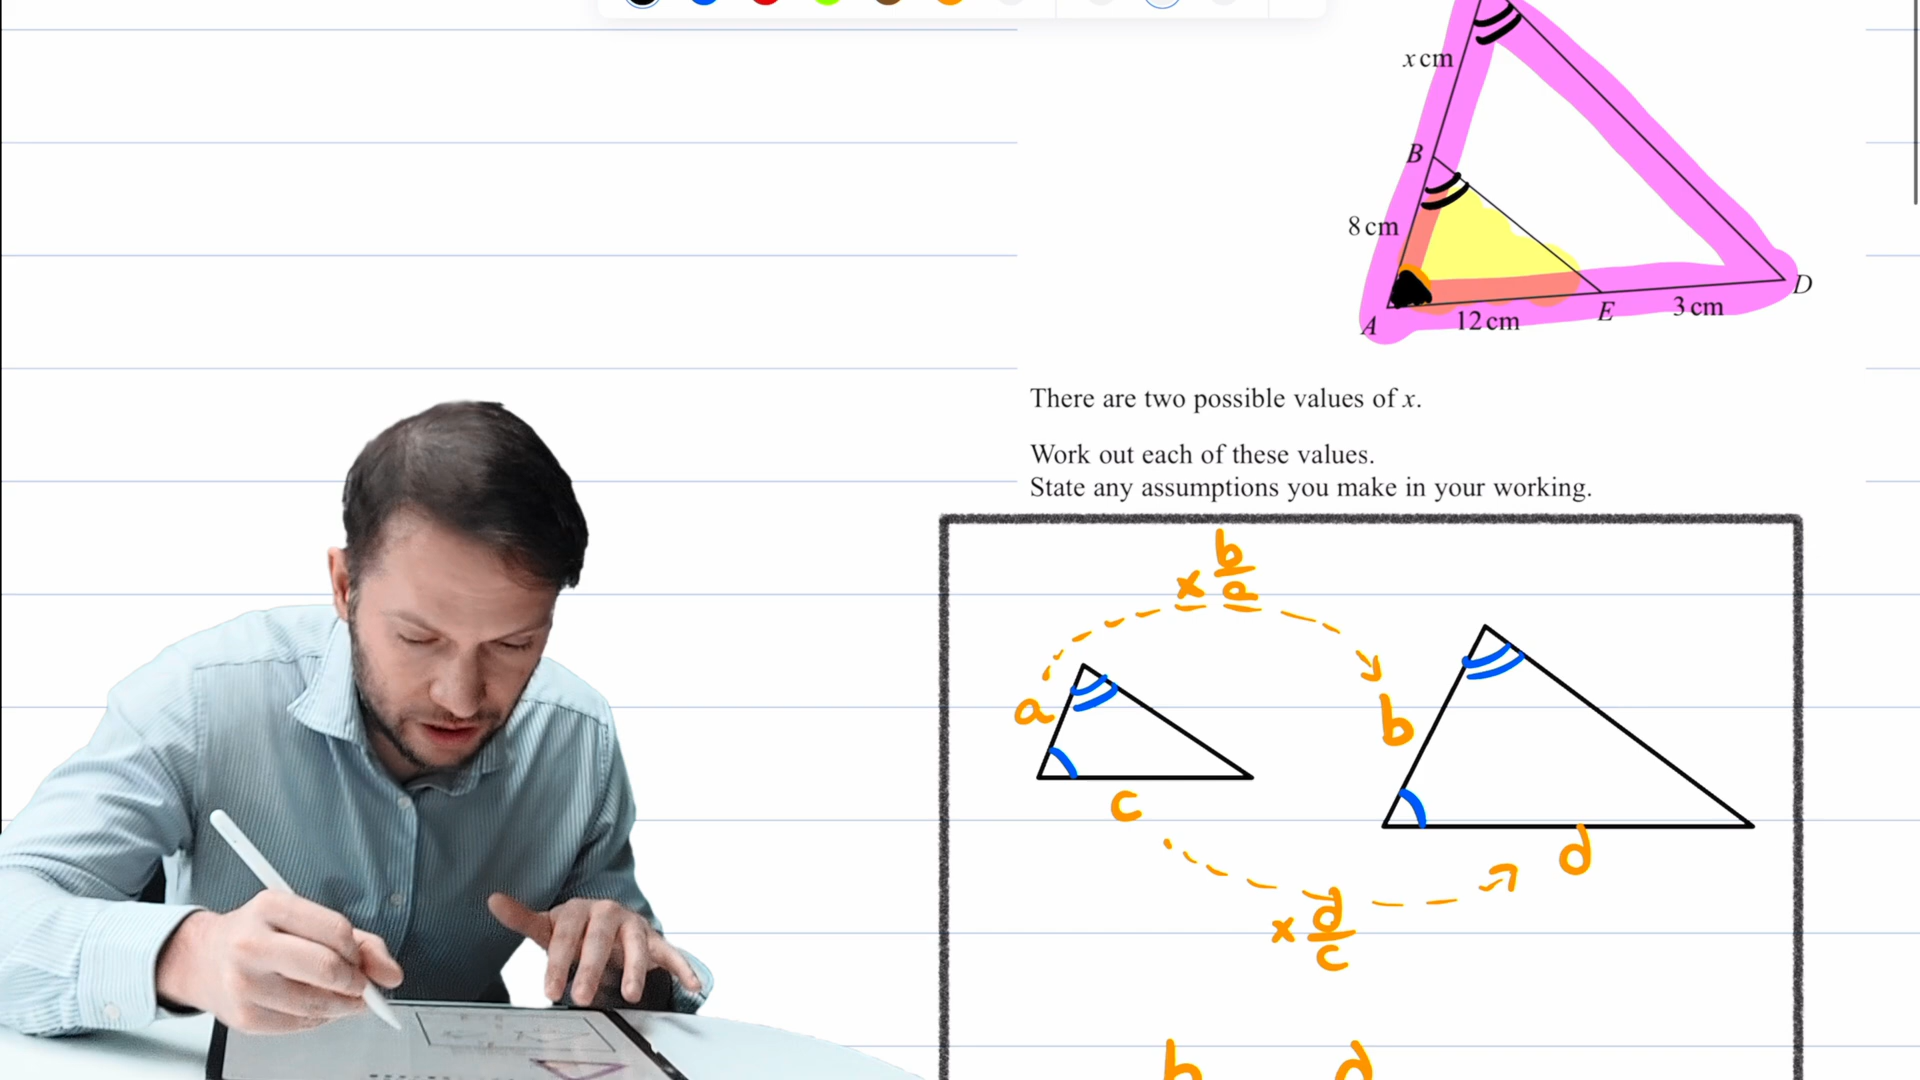 x cm
B
8 cm
D
A
12 cm
E
3 cm
There are two possible values of x.
Work out each of these values.
State any assumptions you make in your working.
× b/a
a
b
c
d
× d/c
b d